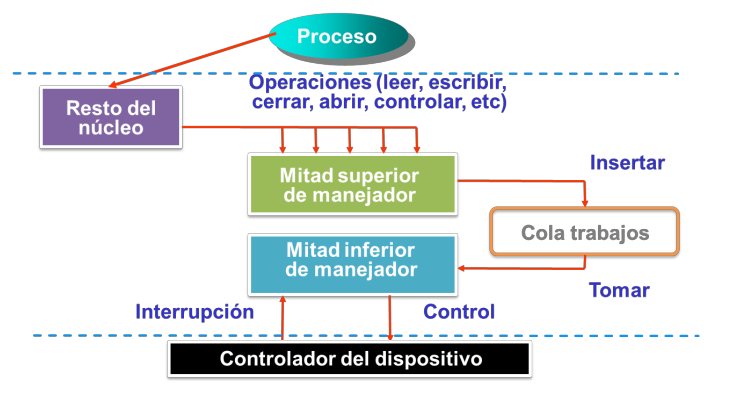 Proceso
Operaciones (leer, escribir,
cerrar, abrir, controlar, etc)
Resto del
núcleo
Mitad superior
de manejador
Insertar
Cola trabajos
Mitad inferior
de manejador
Tomar
Interrupción
Control
Controlador del dispositivo